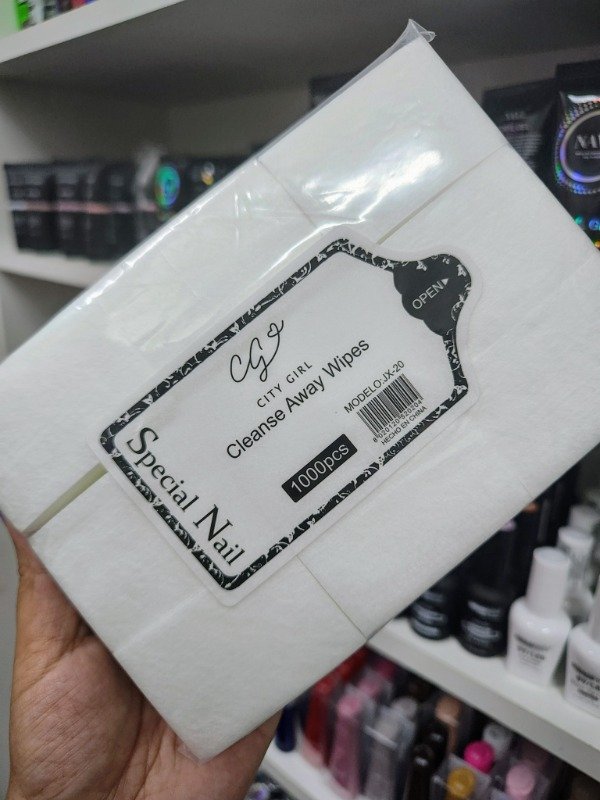 OPEN
CG
CITY GIRL
Cleanse Away Wipes
MODELO:JX-20
HECHO EN CHINA
1000pcs
Special Nail